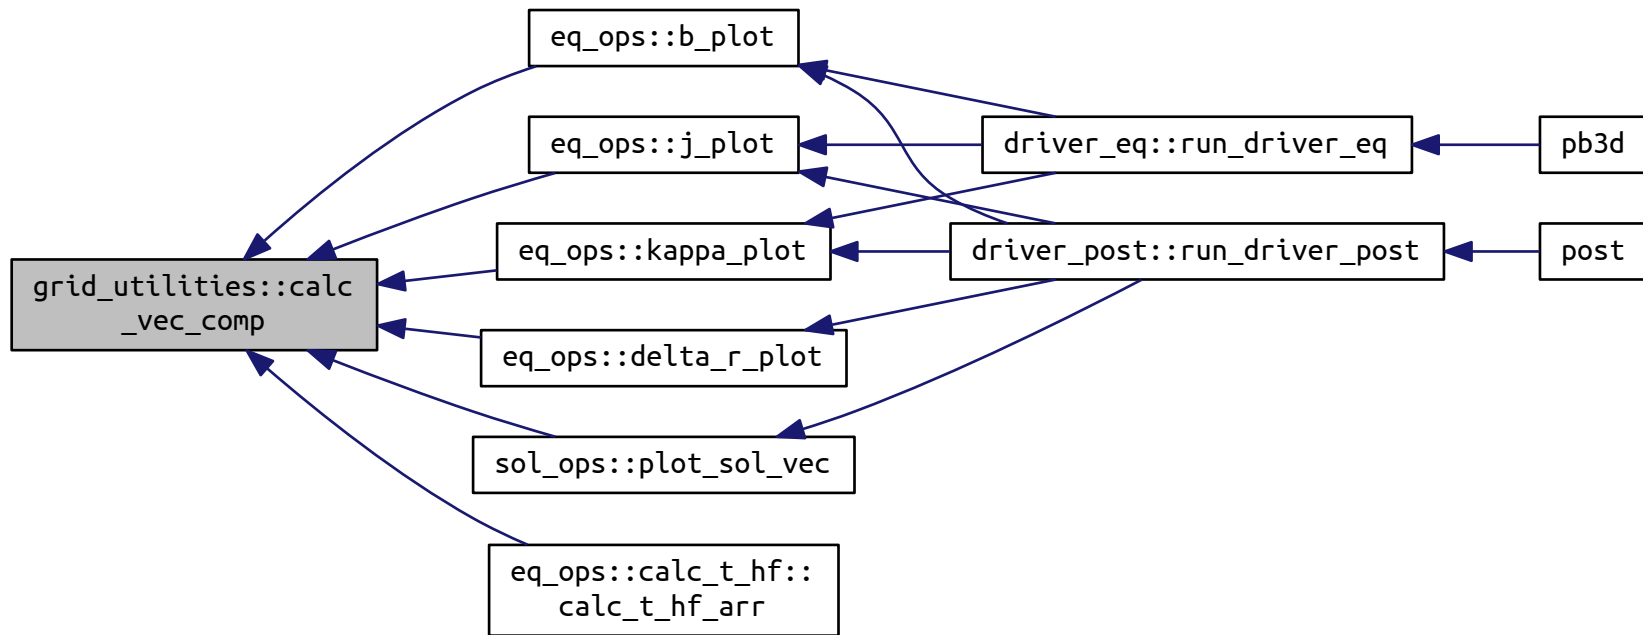 eq_ops::b_plot
eq_ops::j_plot
driver_eq::run_driver_eq
pb3d
eq_ops::kappa_plot
driver_post::run_driver_post
post
grid_utilities::calc
_vec_comp
eq_ops::delta_r_plot
sol_ops::plot_sol_vec
eq_ops::calc_t_hf::
calc_t_hf_arr